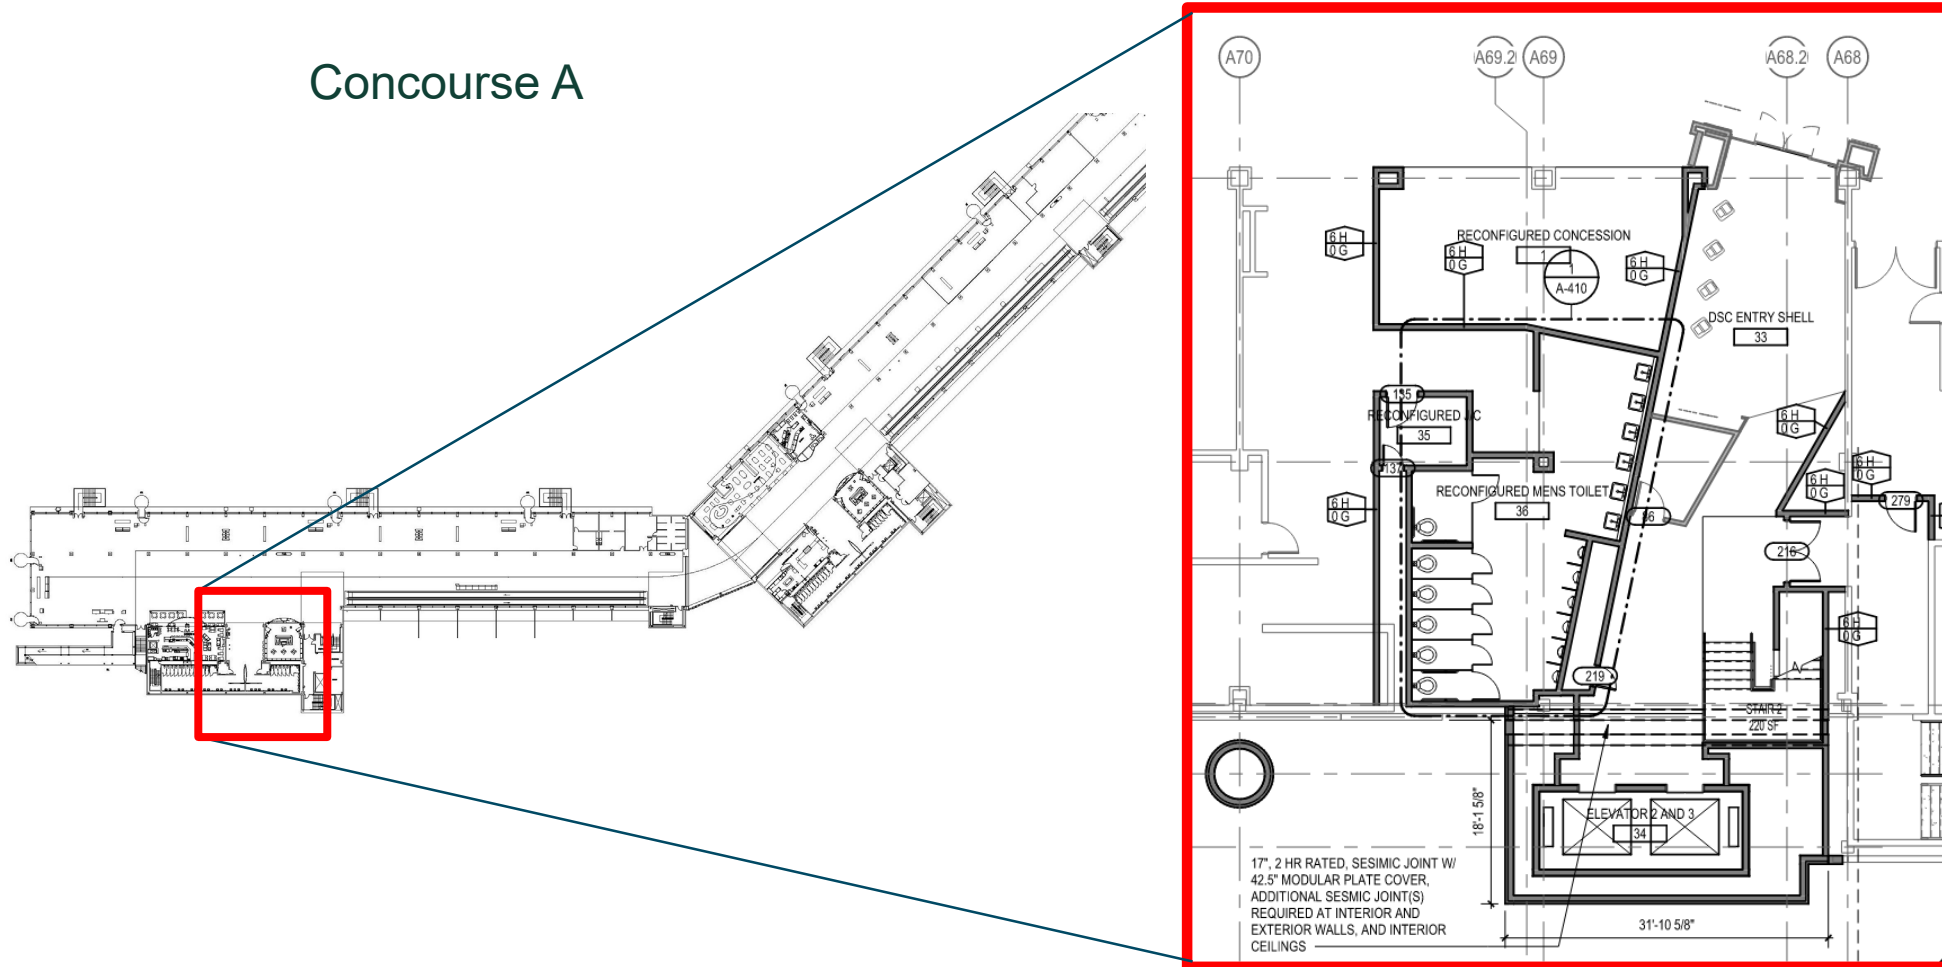 Concourse A
A70
A69.2
A69
A68.2
A68
RECONFIGURED CONCESSION
1
6 H
0 G
6 H
0 G
6 H
0 G
1
A-410
DSC ENTRY SHELL
33
135
RECONFIGURED J/C
35
137
6 H
0 G
6 H
0 G
6 H
0 G
279
RECONFIGURED MENS TOILET
36
6 H
0 G
216
6 H
0 G
219
STAIR 2
220 SF
ELEVATOR 2 AND 3
34
18'-1 5/8"
17", 2 HR RATED, SESIMIC JOINT W/
42.5" MODULAR PLATE COVER,
ADDITIONAL SESMIC JOINT(S)
REQUIRED AT INTERIOR AND
EXTERIOR WALLS, AND INTERIOR
CEILINGS
31'-10 5/8"